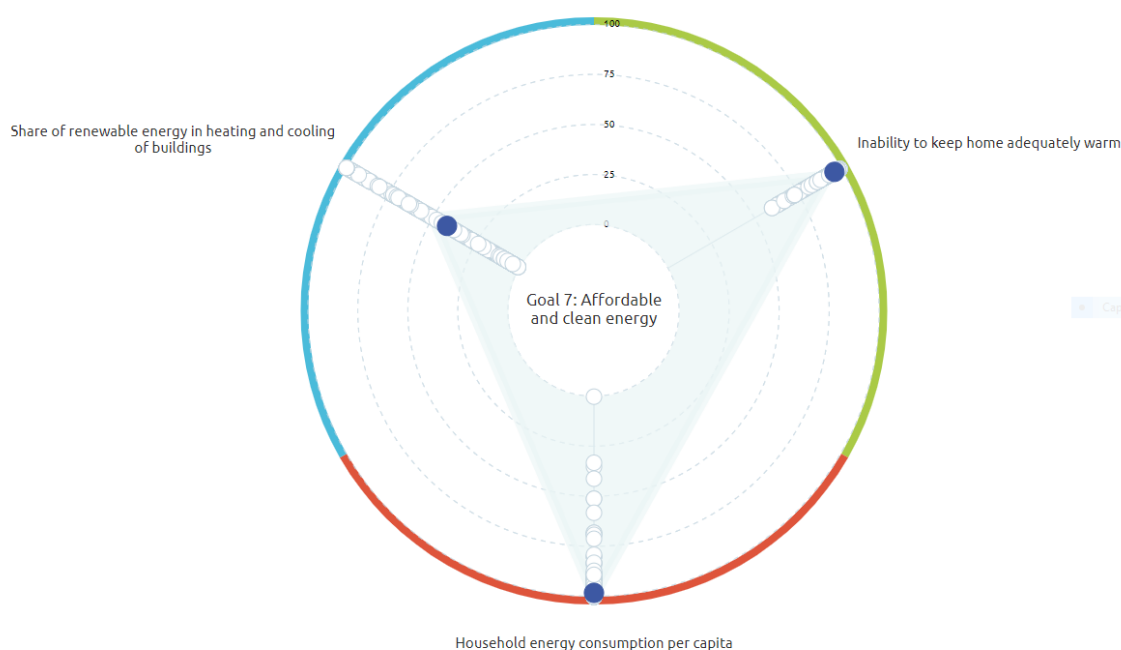 100
75
50
25
0
Share of renewable energy in heating and cooling
of buildings
Inability to keep home adequately warm
Goal 7: Affordable
and clean energy
Cap
Household energy consumption per capita